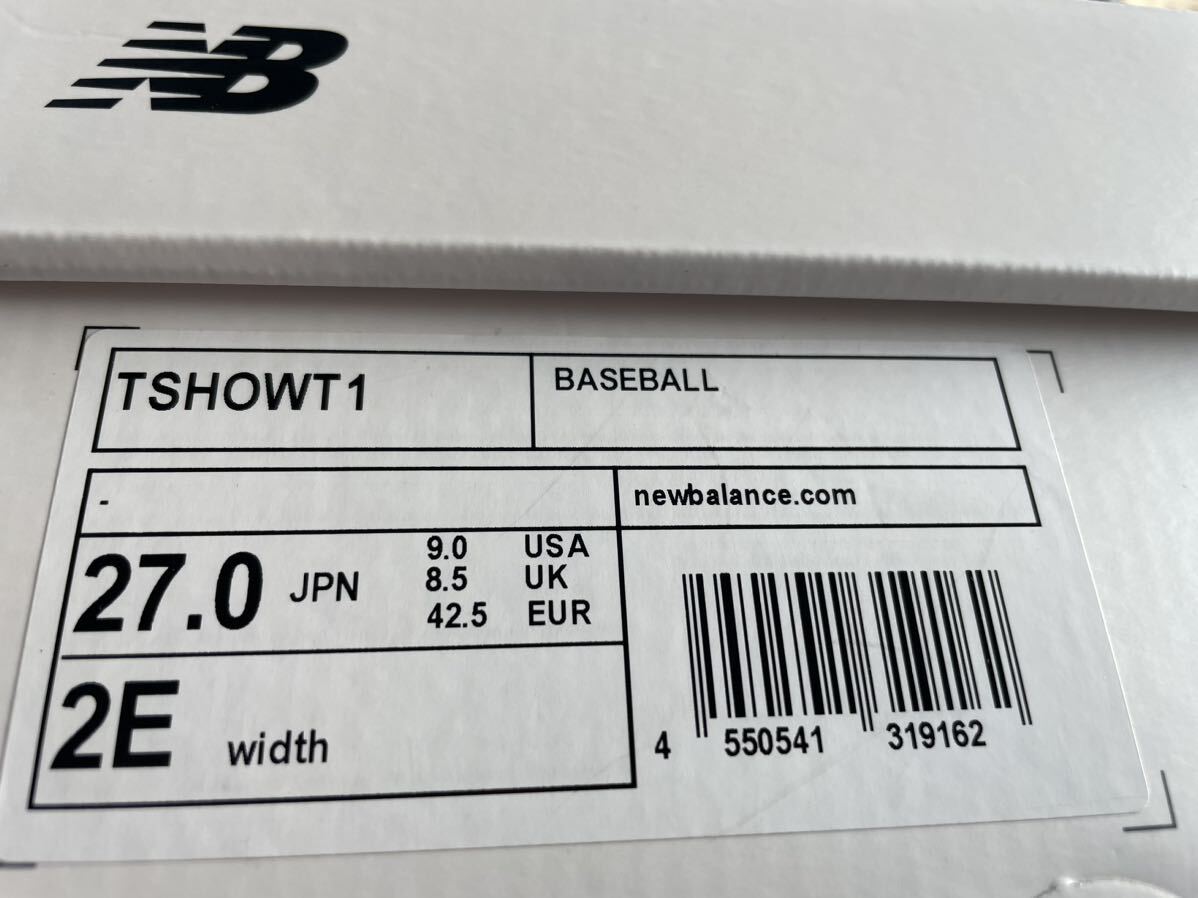 NB
TSHOWT1
BASEBALL
-
newbalance.com
27.0 JPN
9.0 USA
8.5 UK
42.5 EUR
2E width
4 550541 319162